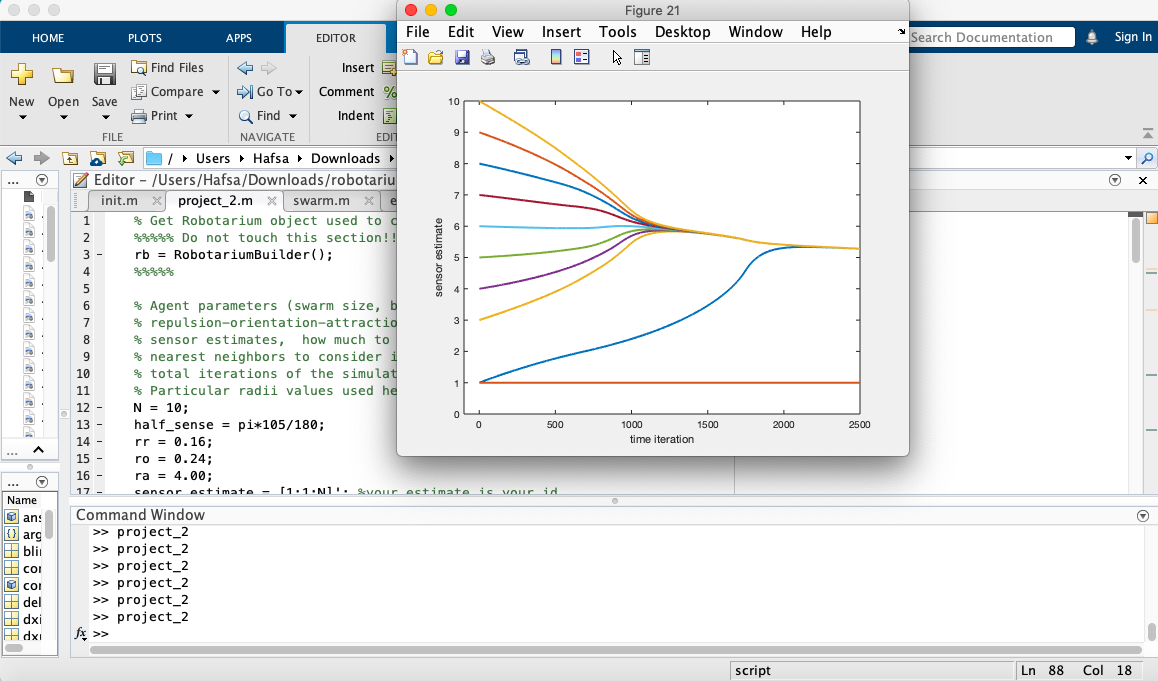 Figure 21
File Edit View Insert Tools Desktop Window Help
HOME PLOTS APPS EDITOR Search Documentation Sign In
New Open Save Find Files Compare Print Go To Find Insert Comment Indent
FILE NAVIGATE
/ Users Hafsa Downloads
... Editor – /Users/Hafsa/Downloads/robotariu
init.m project_2.m swarm.m e
1 % Get Robotarium object used to c
2 %%%%% Do not touch this section!!
3 – rb = RobotariumBuilder();
4 %%%%%
5
6 % Agent parameters (swarm size, b
7 % repulsion-orientation-attractio
8 % sensor estimates, how much to
9 % nearest neighbors to consider i
10 % total iterations of the simulat
11 % Particular radii values used he
12 – N = 10;
13 – half_sense = pi*105/180;
14 – rr = 0.16;
15 – ro = 0.24;
16 – ra = 4.00;
17 – sensor_estimate = [1:1:N]'; %your estimate is your id
10
9
8
7
6
5
4
3
2
1
0
sensor estimate
0 500 1000 1500 2000 2500
time iteration
...
...
Name
ans
arg
blin
con
con
del
dxi
dxu
Command Window
>> project_2
>> project_2
>> project_2
>> project_2
>> project_2
>> project_2
fx >>
script Ln 88 Col 18